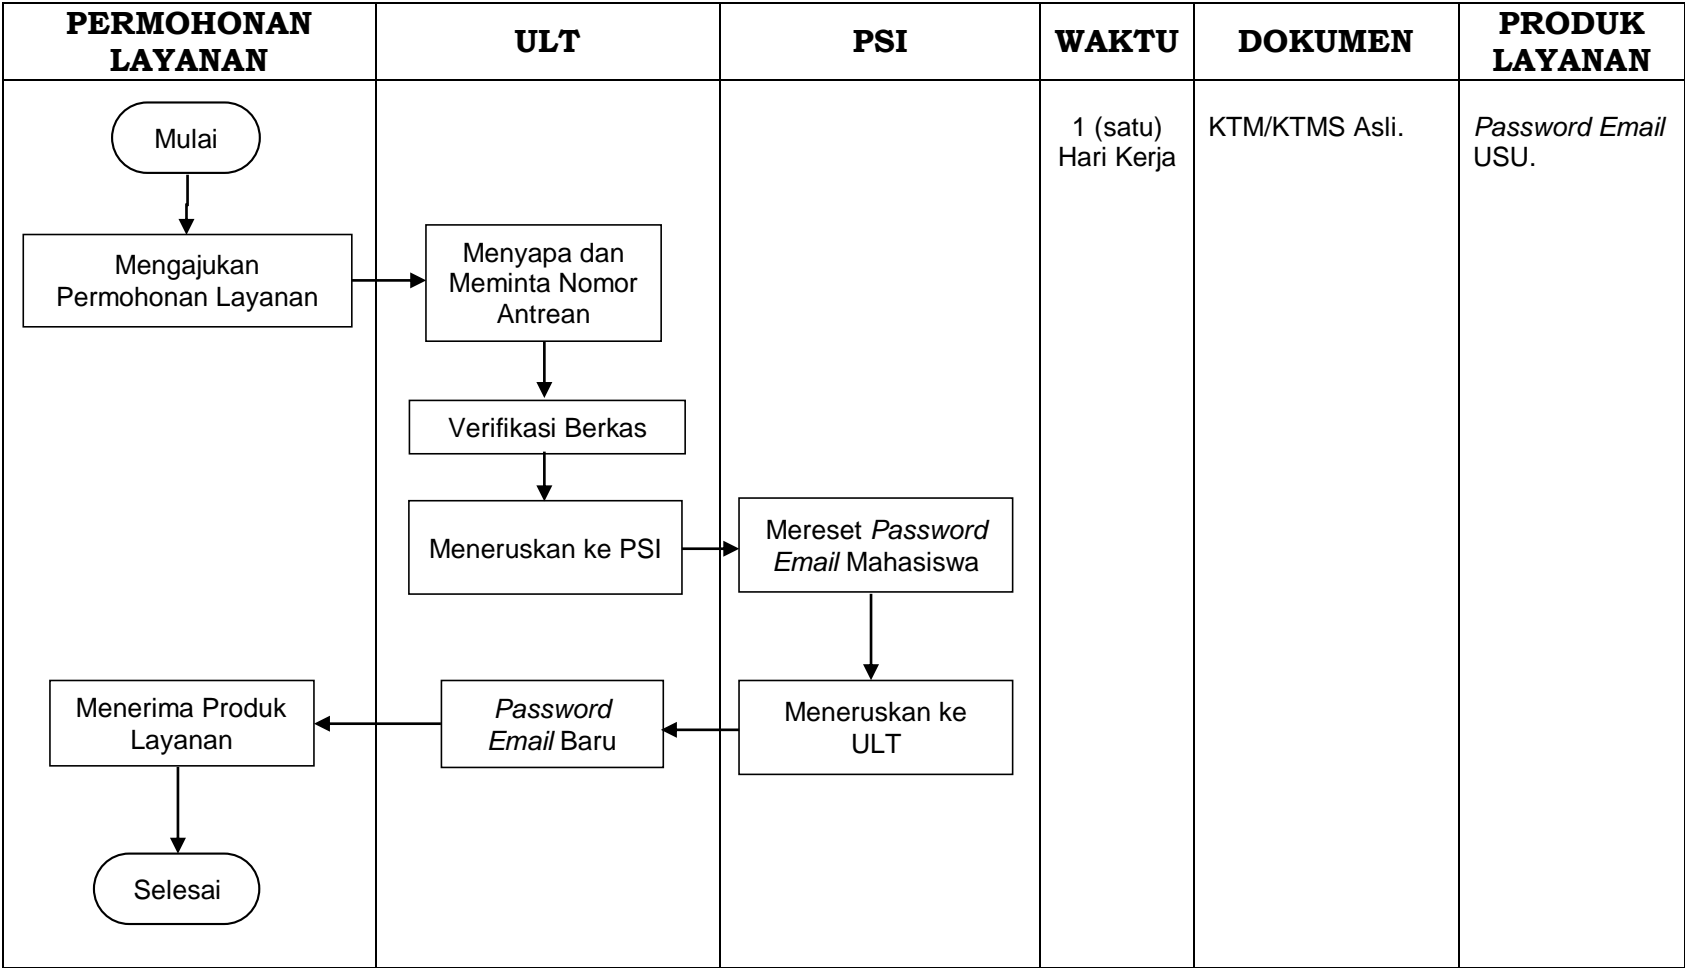 PERMOHONAN
LAYANAN
ULT
PSI
WAKTU
DOKUMEN
PRODUK
LAYANAN
Mulai
1 (satu)
Hari Kerja
KTM/KTMS Asli.
Password Email
USU.
Mengajukan
Permohonan Layanan
Menyapa dan
Meminta Nomor
Antrean
Verifikasi Berkas
Meneruskan ke PSI
Mereset Password
Email Mahasiswa
Menerima Produk
Layanan
Password
Email Baru
Meneruskan ke
ULT
Selesai